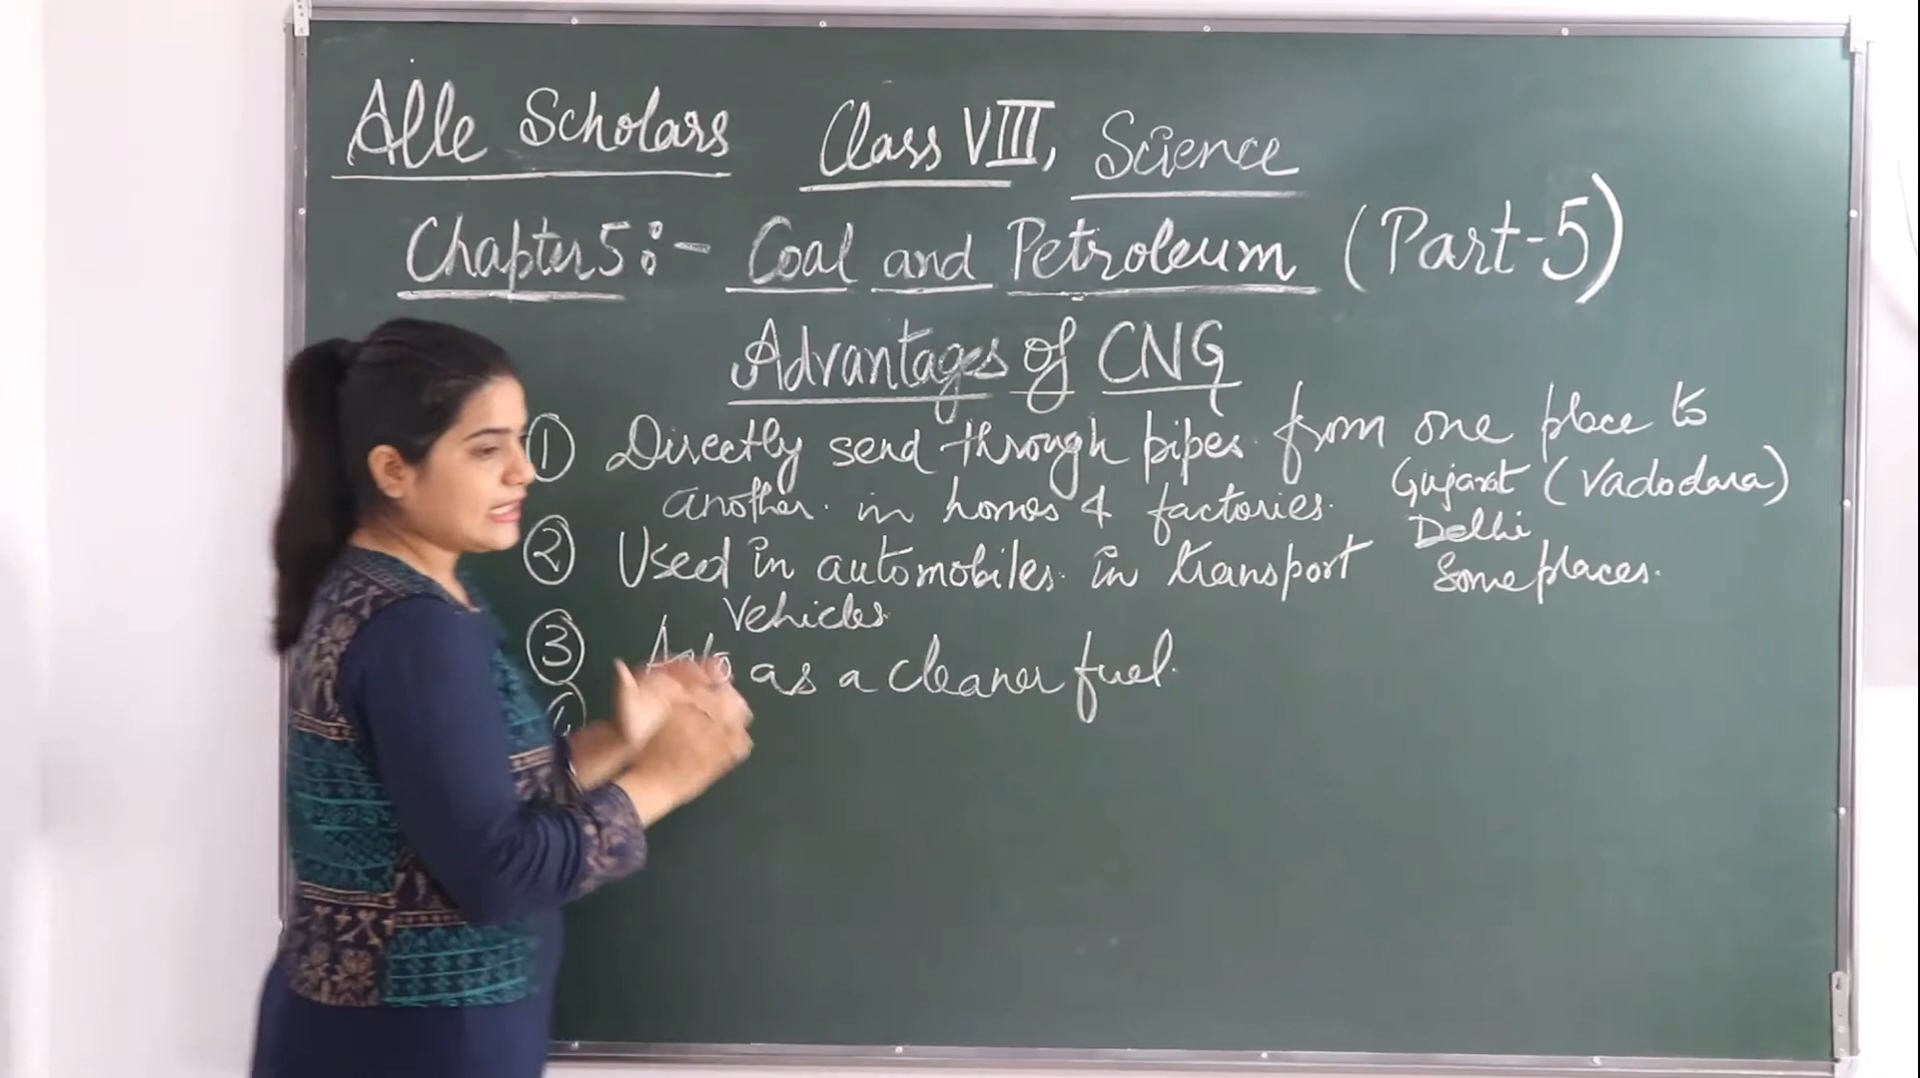 Alle Scholars Class VIII, Science
Chapter 5:- Coal and Petroleum (Part-5)
Advantages of CNG
① Directly send through pipes from one place to
another in homes & factories. Gujarat (Vadodara)
Delhi
② Used in automobiles in transport Some places.
Vehicles
③ Acts as a cleaner fuel.
④